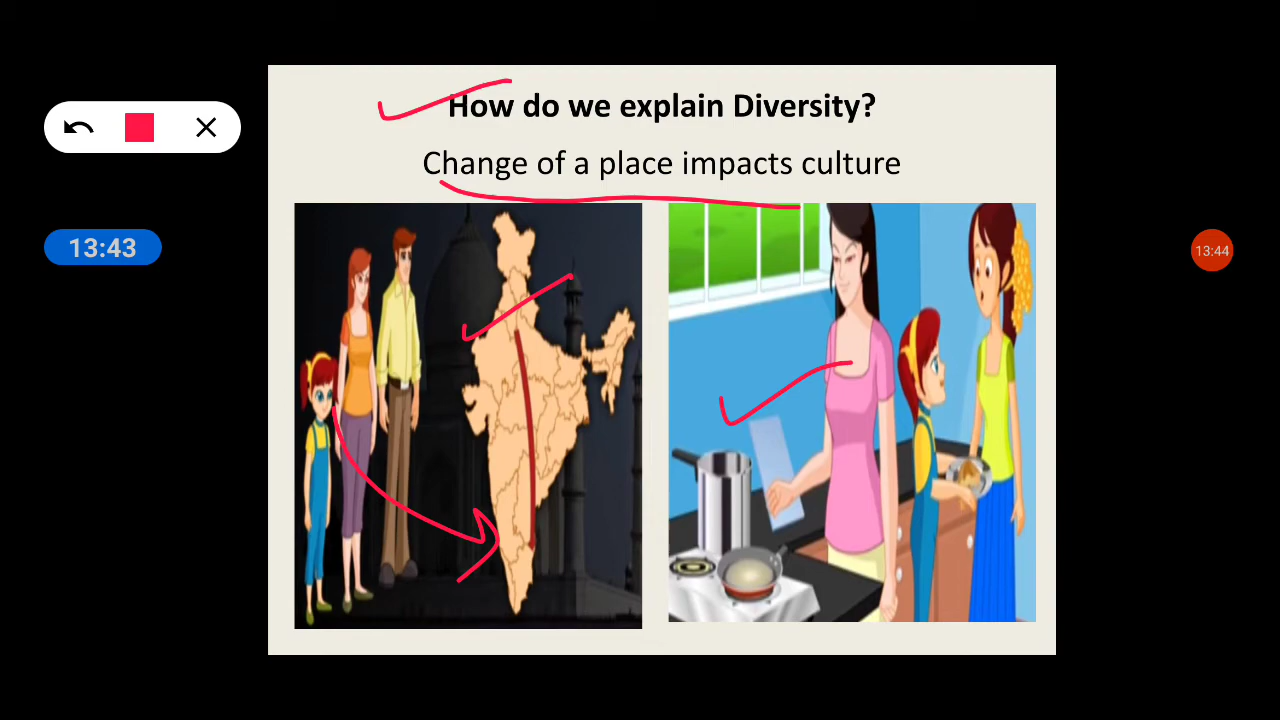 How do we explain Diversity?
Change of a place impacts culture
13:43
13:44